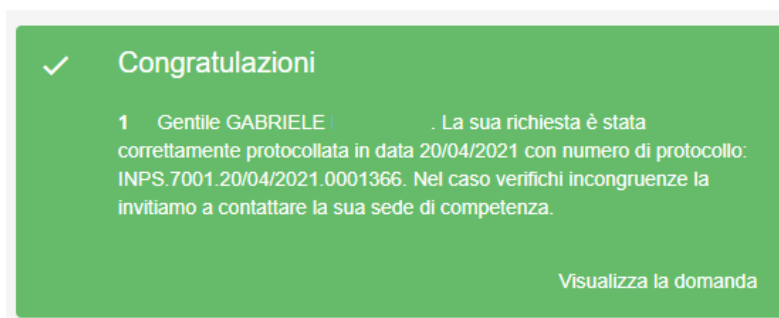 Congratulazioni
1 Gentile GABRIELE . La sua richiesta è stata
correttamente protocollata in data 20/04/2021 con numero di protocollo:
INPS.7001.20/04/2021.0001366. Nel caso verifichi incongruenze la
invitiamo a contattare la sua sede di competenza.
Visualizza la domanda